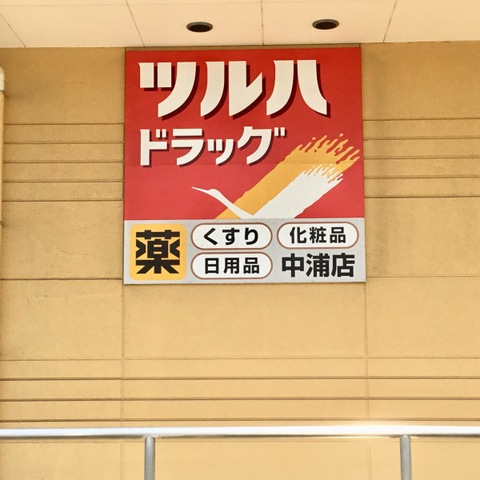 ツルハ
ドラッグ
薬
くすり 化粧品
日用品 中浦店